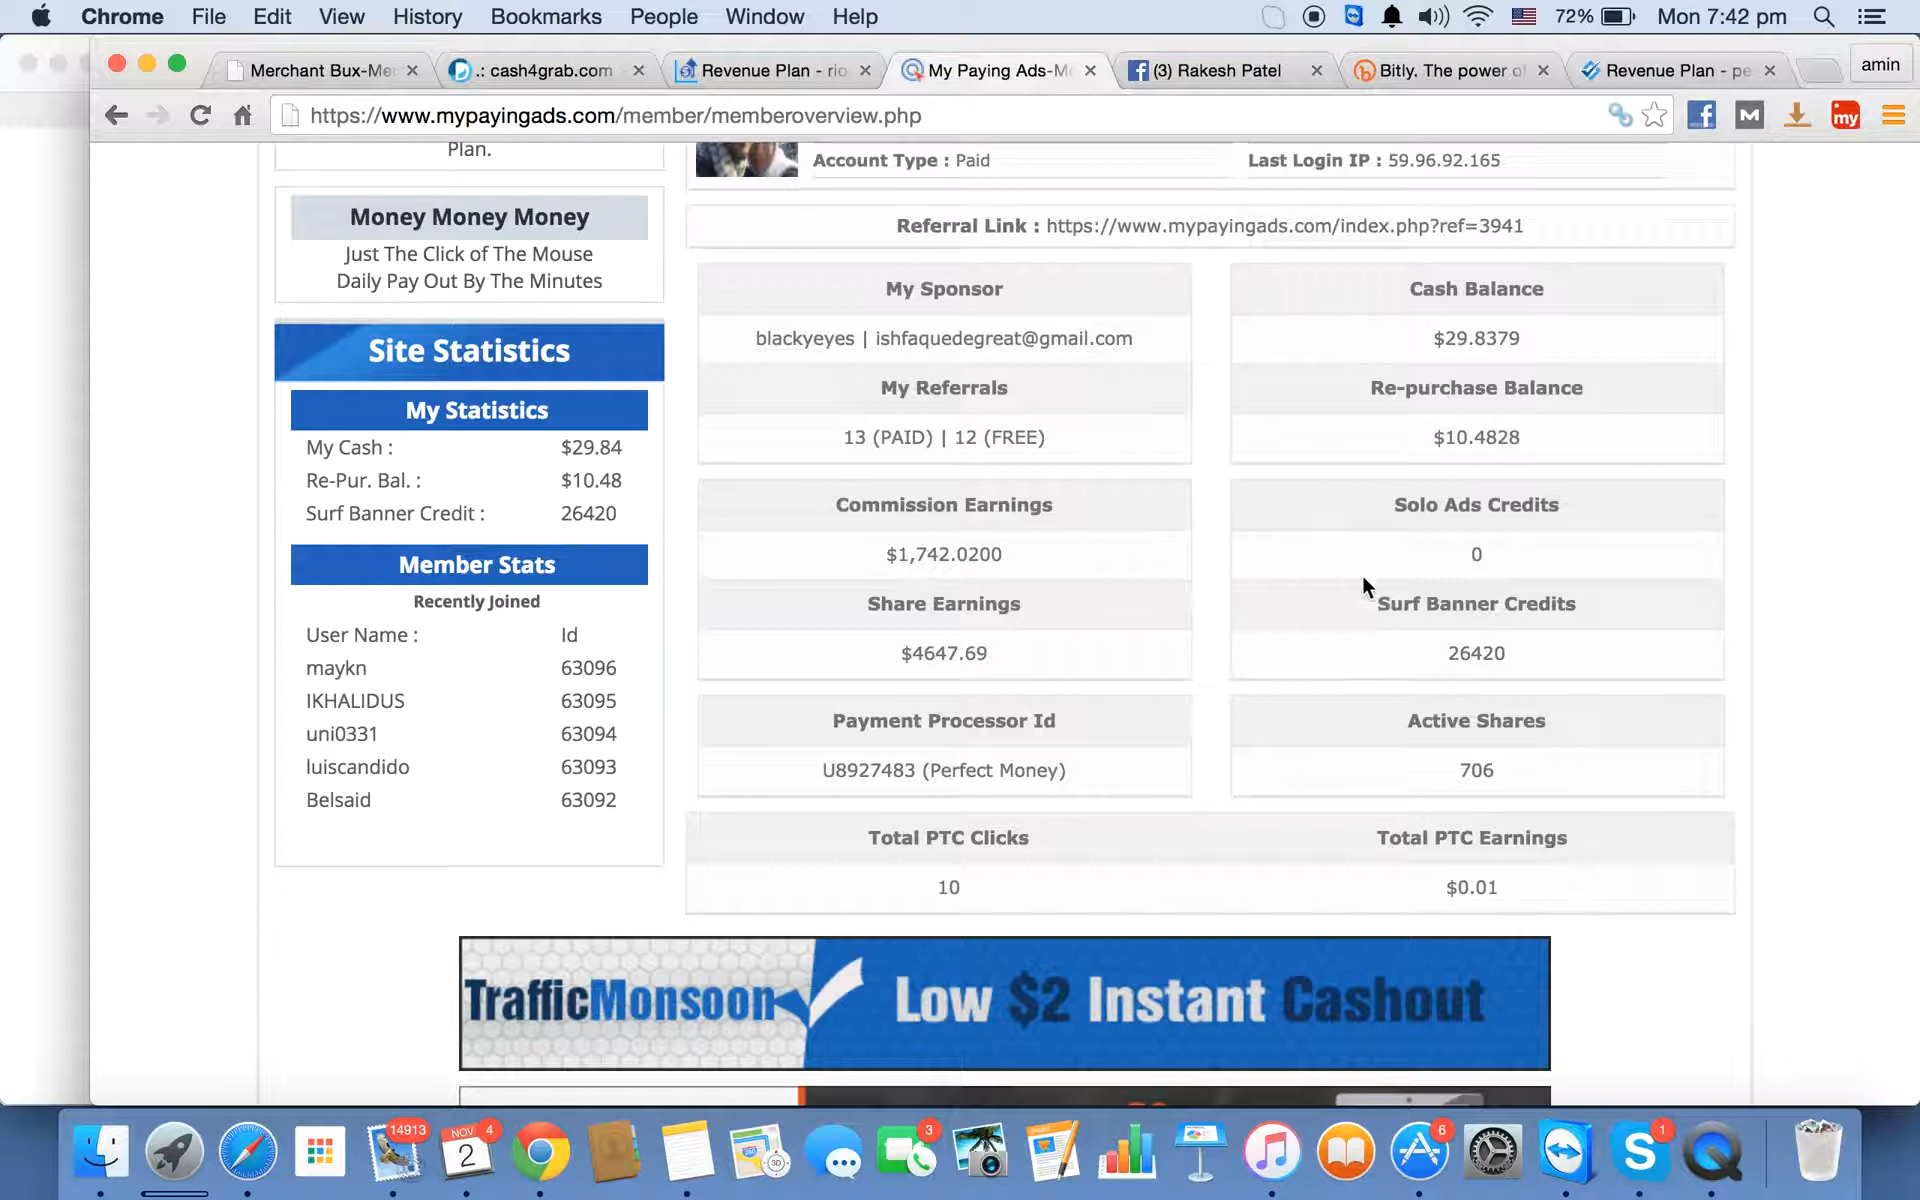 Chrome File Edit View History Bookmarks People Window Help 72% Mon 7:42 pm
Merchant Bux-Me
.: cash4grab.com
Revenue Plan - rio
My Paying Ads-M
(3) Rakesh Patel
Bitly. The power of
Revenue Plan - pe
amin
https://www.mypayingads.com/member/memberoverview.php
M
my
Plan.
Money Money Money
Just The Click of The Mouse
Daily Pay Out By The Minutes
Site Statistics
My Statistics
My Cash : $29.84
Re-Pur. Bal. : $10.48
Surf Banner Credit : 26420
Member Stats
Recently Joined
User Name : Id
maykn 63096
IKHALIDUS 63095
uni0331 63094
luiscandido 63093
Belsaid 63092
Account Type : Paid
Last Login IP : 59.96.92.165
Referral Link : https://www.mypayingads.com/index.php?ref=3941
My Sponsor
blackyeyes | ishfaquedegreat@gmail.com
My Referrals
13 (PAID) | 12 (FREE)
Cash Balance
$29.8379
Re-purchase Balance
$10.4828
Commission Earnings
$1,742.0200
Share Earnings
$4647.69
Solo Ads Credits
0
Surf Banner Credits
26420
Payment Processor Id
U8927483 (Perfect Money)
Active Shares
706
Total PTC Clicks
10
Total PTC Earnings
$0.01
TrafficMonsoon Low $2 Instant Cashout
14913
NOV
2
4
3D
3
6
S
1